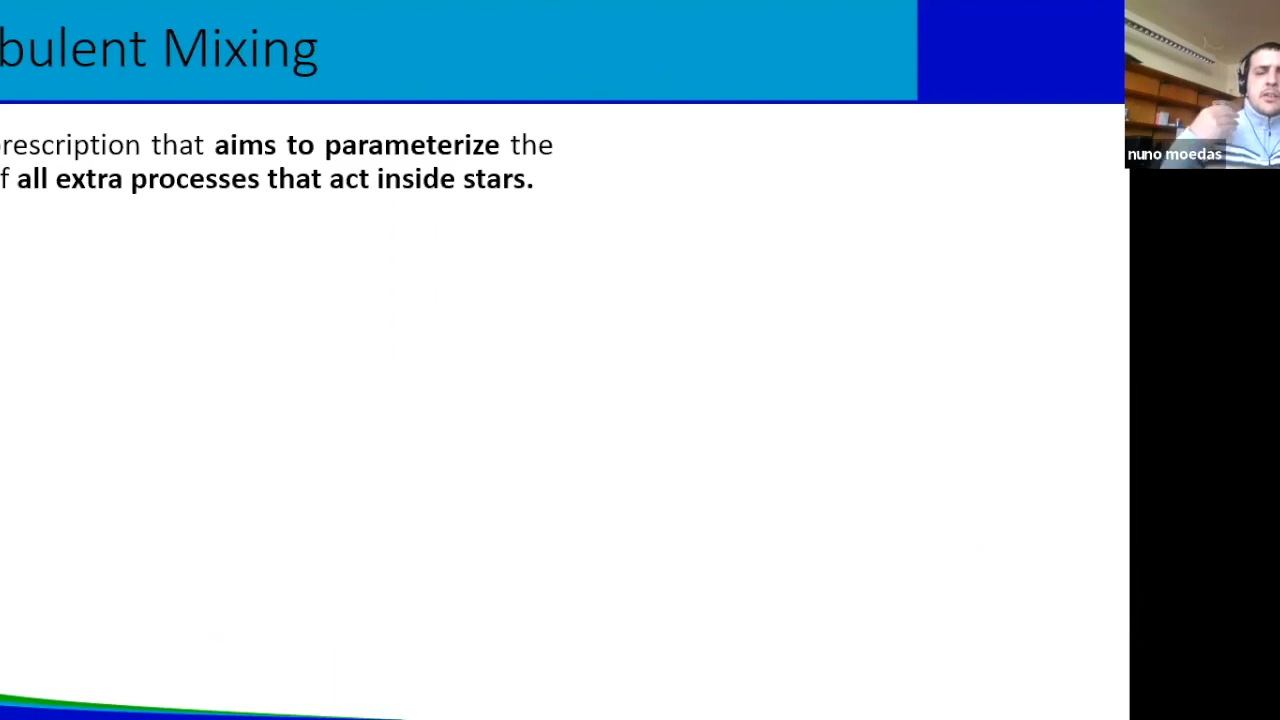 bulent Mixing
rescription that aims to parameterize the
f all extra processes that act inside stars.
nuno moedas